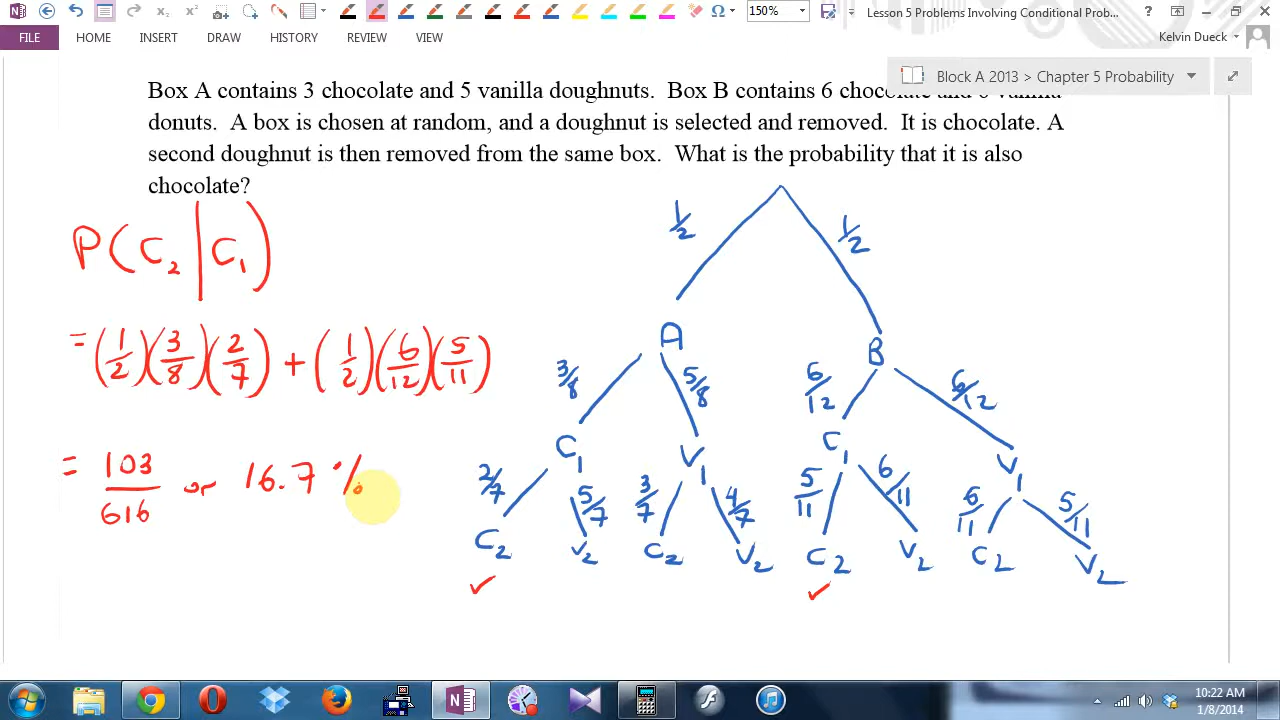 150%
Lesson 5 Problems Involving Conditional Prob...
?
FILE
HOME
INSERT
DRAW
HISTORY
REVIEW
VIEW
Kelvin Dueck
Block A 2013 > Chapter 5 Probability
Box A contains 3 chocolate and 5 vanilla doughnuts. Box B contains 6 chocolate and 6 vanilla
donuts. A box is chosen at random, and a doughnut is selected and removed. It is chocolate. A
second doughnut is then removed from the same box. What is the probability that it is also
chocolate?
P(C₂|C₁)
= (1/2)(3/8)(2/7) + (1/2)(6/12)(5/11)
= 103/616 or 16.7%
1/2 1/2
A B
3/8 5/8 6/12 6/12
C₁ V₁ C₁ V₁
2/7 5/7 3/7 4/7 5/11 6/11 6/11 5/11
C₂ V₂ C₂ V₂ C₂ V₂ C₂ V₂
10:22 AM
1/8/2014